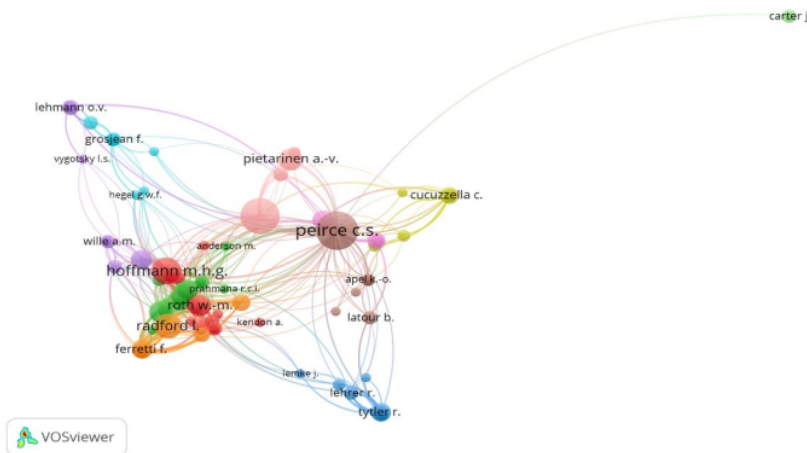 carter j
lehmann o.v.
grosjean f.
vygotsky l.s.
pietarinen a.-v.
hegel g.w.f.
cucuzzella c.
peirce c.s.
wille a.m.
anderson m.
hoffmann m.h.g.
apel k.-o.
prahmana r.c.i.
roth w.-m.
latour b.
radford l.
kendon a.
ferretti f.
lemke j.
lehrer r.
tytler r.
VOSviewer